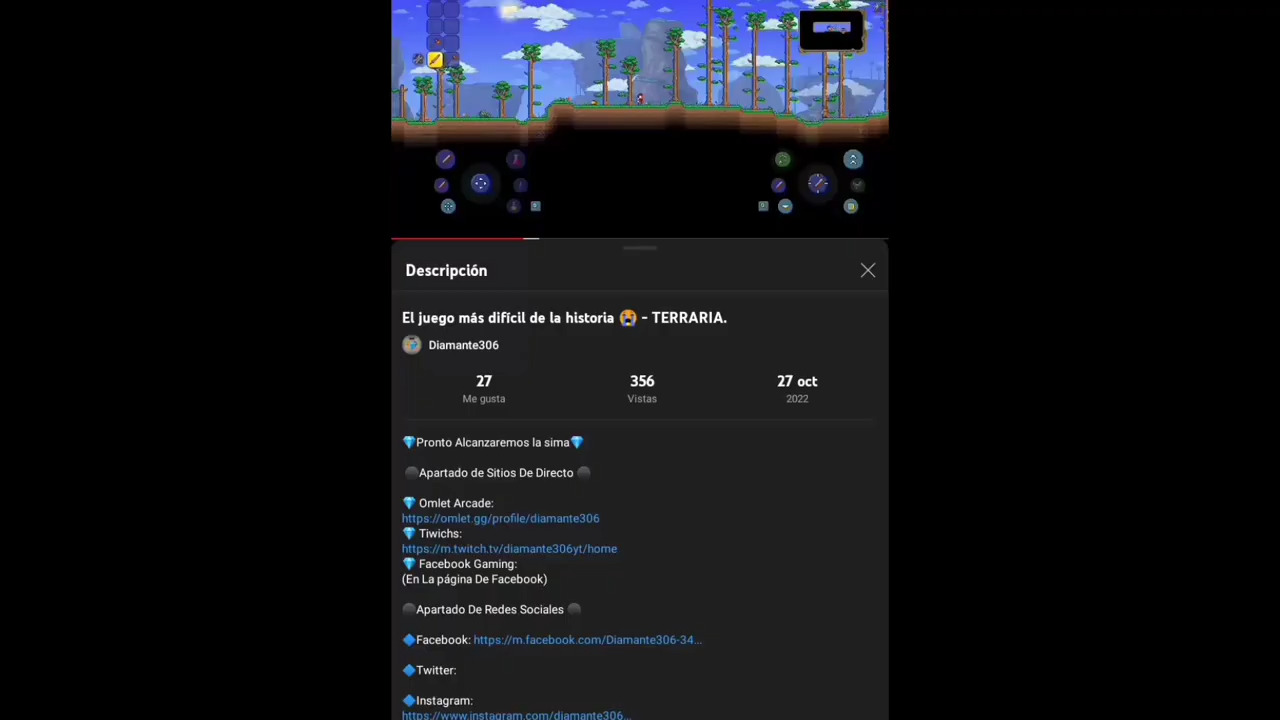 Descripción
El juego más difícil de la historia 😭 - TERRARIA.
Diamante306
27 356 27 oct
Me gusta Vistas 2022
💎Pronto Alcanzaremos la sima💎
⚫Apartado de Sitios De Directo ⚫
💎 Omlet Arcade:
https://omlet.gg/profile/diamante306
💎 Tiwichs:
https://m.twitch.tv/diamante306yt/home
💎 Facebook Gaming:
(En La página De Facebook)
⚫Apartado De Redes Sociales ⚫
🔷Facebook: https://m.facebook.com/Diamante306-34...
🔷Twitter:
🔷Instagram:
https://www.instagram.com/diamante306...